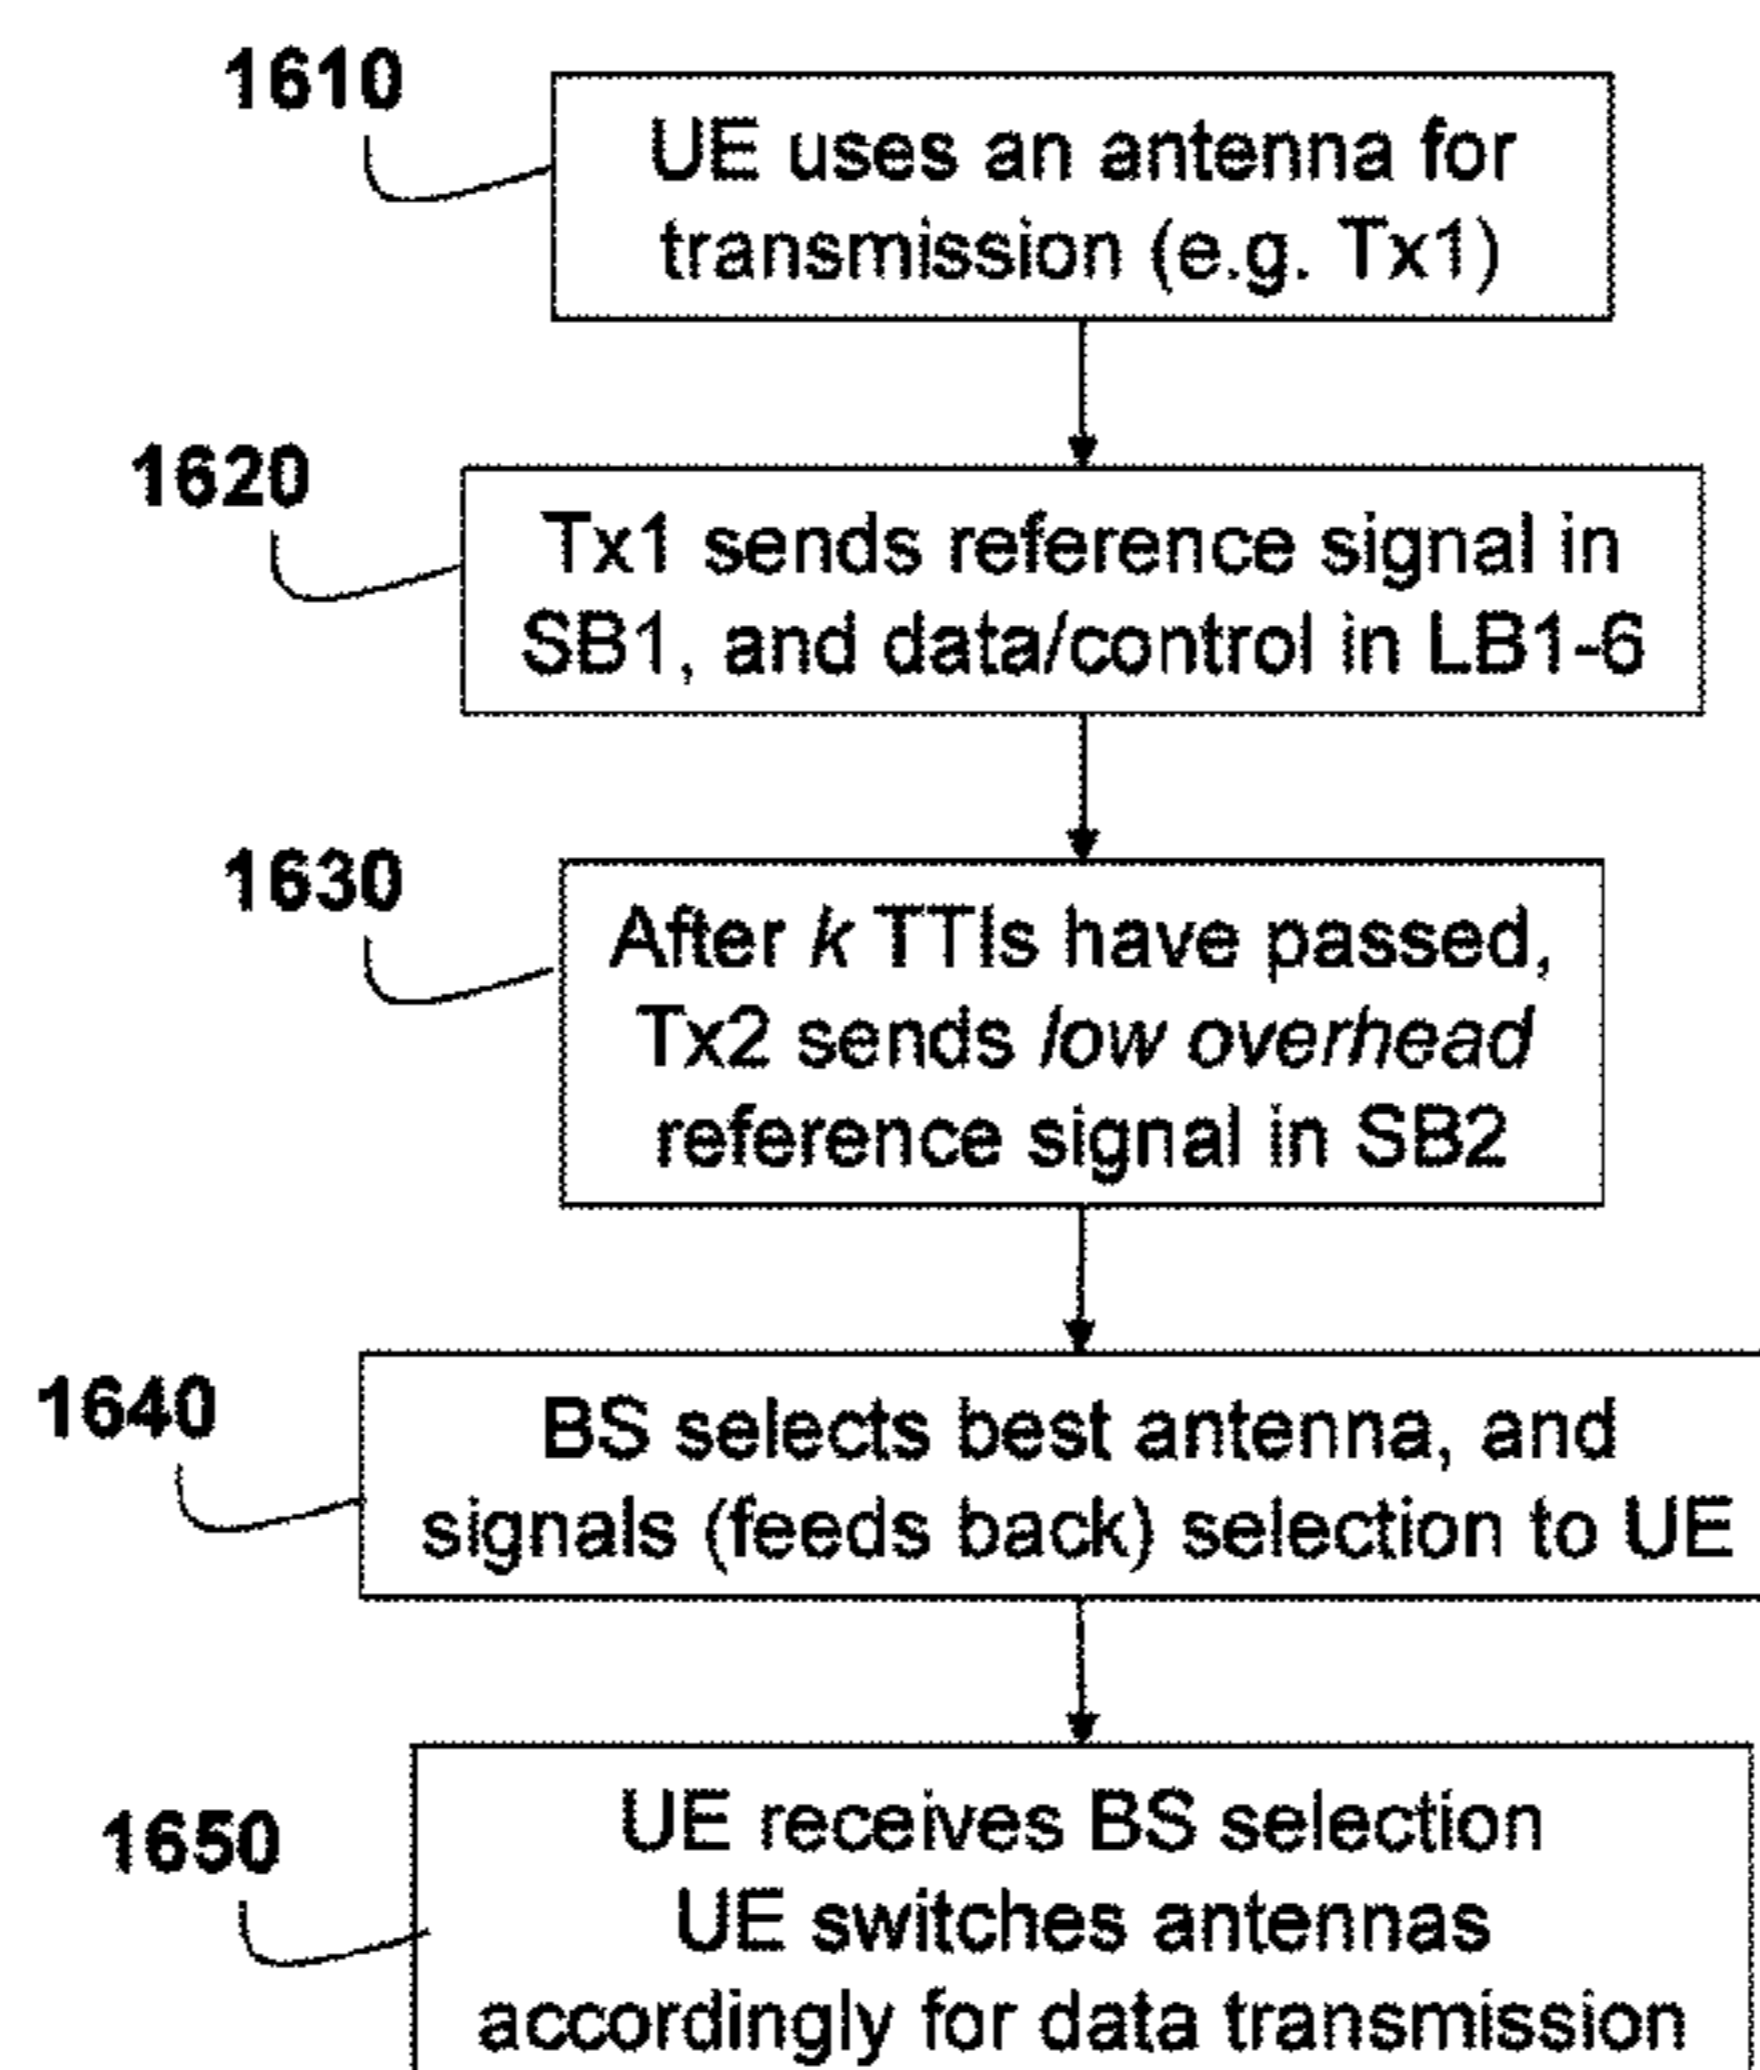 1610
UE uses an antenna for
transmission (e.g. Tx1)
1620
Tx1 sends reference signal in
SB1, and data/control in LB1-6
1630
After k TTIs have passed,
Tx2 sends low overhead
reference signal in SB2
1640
BS selects best antenna, and
signals (feeds back) selection to UE
1650
UE receives BS selection
UE switches antennas
accordingly for data transmission